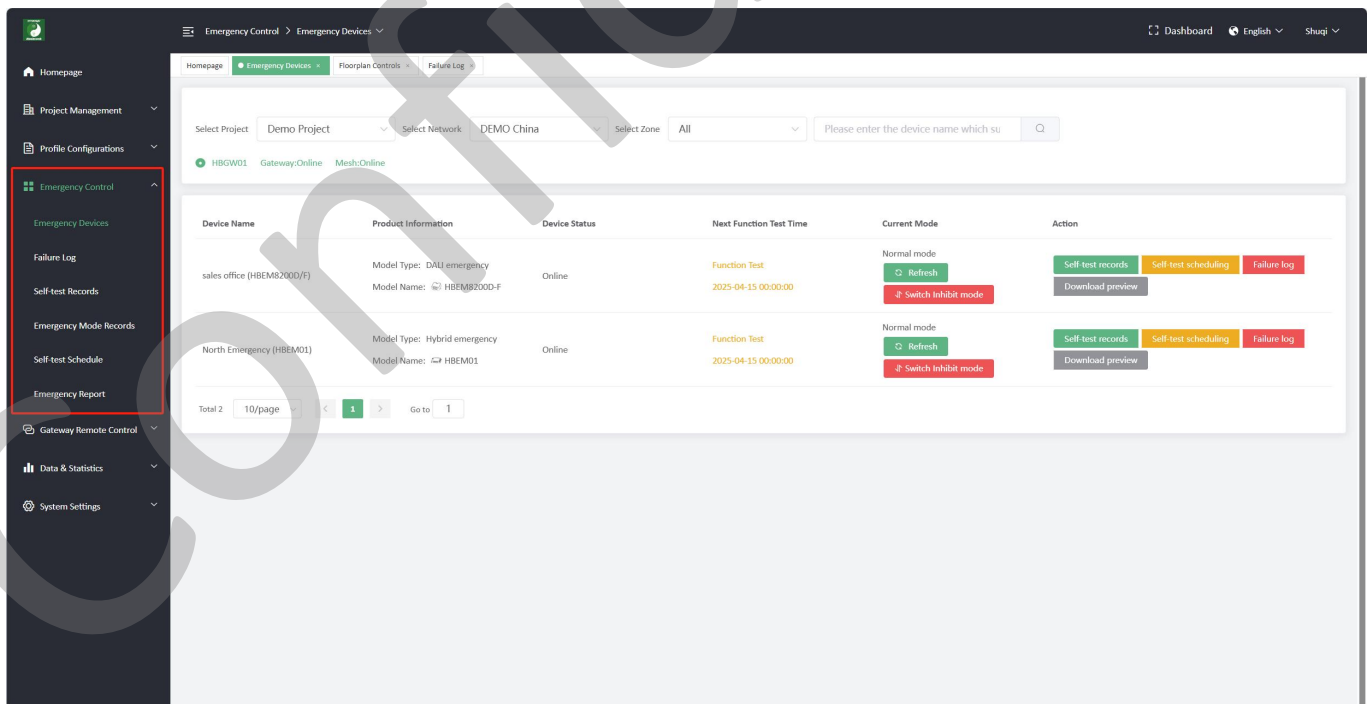 Emergency Control > Emergency Devices
Dashboard English Shuqi
Homepage
Project Management
Profile Configurations
Emergency Control
Emergency Devices
Failure Log
Self-test Records
Emergency Mode Records
Self-test Schedule
Emergency Report
Gateway Remote Control
Data & Statistics
System Settings
Homepage Emergency Devices × Floorplan Controls × Failure Log ×
Select Project Demo Project Select Network DEMO China Select Zone All Please enter the device name which su
HBGW01 Gateway:Online Mesh:Online
Device Name Product Information Device Status Next Function Test Time Current Mode Action
sales office (HBEM8200D/F)
Model Type: DALI emergency
Model Name: HBEM8200D-F
Online
Function Test
2025-04-15 00:00:00
Normal mode
Refresh
Switch Inhibit mode
Self-test records Self-test scheduling Failure log
Download preview
North Emergency (HBEM01)
Model Type: Hybrid emergency
Model Name: HBEM01
Online
Function Test
2025-04-15 00:00:00
Normal mode
Refresh
Switch Inhibit mode
Self-test records Self-test scheduling Failure log
Download preview
Total 2 10/page < 1 > Go to 1